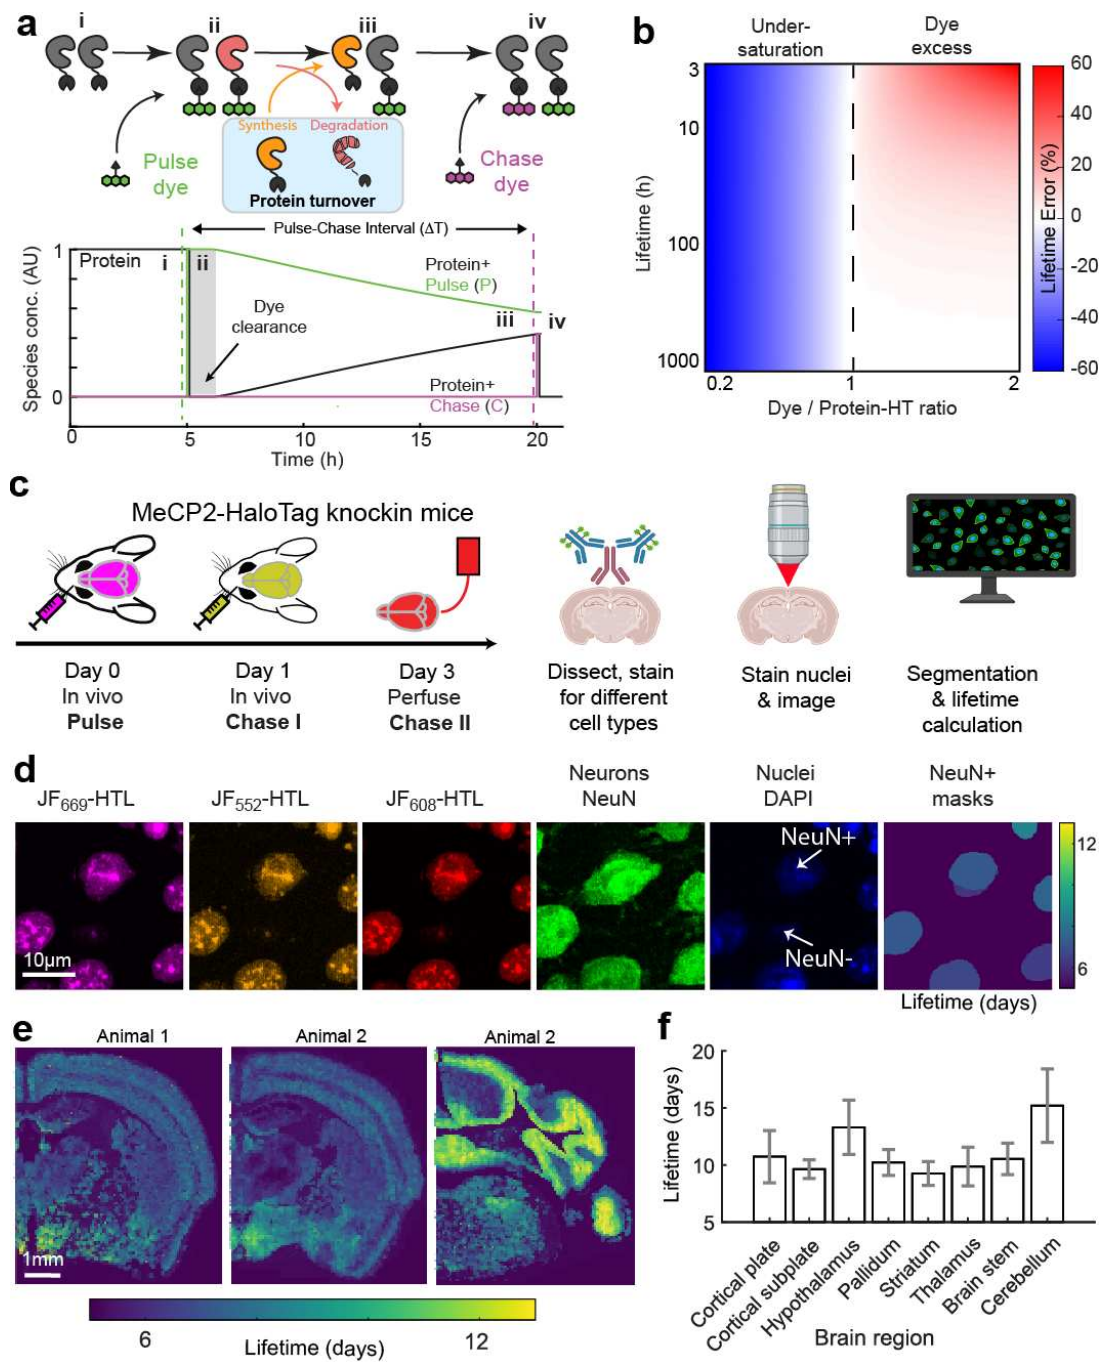 a
i
ii
iii
iv
Synthesis Degradation
Protein turnover
Pulse
dye
Chase
dye
Pulse-Chase Interval (ΔT)
Species conc. (AU)
1
0
Protein
i
ii
Dye
clearance
Protein+
Pulse (P)
iii
iv
Protein+
Chase (C)
0 5 10 15 20
Time (h)
b
Under-
saturation
Dye
excess
Lifetime (h)
3
10
100
1000
0.2 1 2
Dye / Protein-HT ratio
Lifetime Error (%)
60
40
20
0
-20
-40
-60
c
MeCP2-HaloTag knockin mice
Day 0
In vivo
Pulse
Day 1
In vivo
Chase I
Day 3
Perfuse
Chase II
Dissect, stain
for different
cell types
Stain nuclei
& image
Segmentation
& lifetime
calculation
d
JF669-HTL
JF552-HTL
JF608-HTL
Neurons
NeuN
Nuclei
DAPI
NeuN+
masks
10µm
NeuN+
NeuN-
12
6
Lifetime (days)
e
Animal 1
Animal 2
Animal 2
1mm
6 12
Lifetime (days)
f
Lifetime (days)
20
15
10
5
Cortical plate
Cortical subplate
Hypothalamus
Pallidum
Striatum
Thalamus
Brain stem
Cerebellum
Brain region